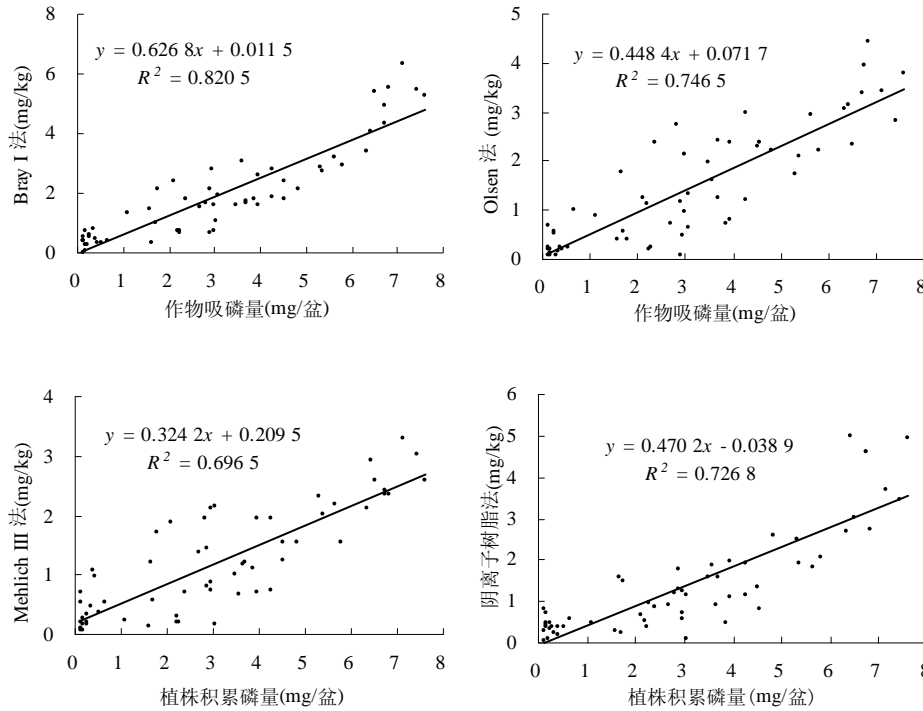 8
6
4
2
0
Bray I 法(mg/kg)
y = 0.626 8x + 0.011 5
R² = 0.820 5
0 1 2 3 4 5 6 7 8
作物吸磷量(mg/盆)
5
4
3
2
1
0
Olsen 法 (mg/kg)
y = 0.448 4x + 0.071 7
R² = 0.746 5
0 1 2 3 4 5 6 7 8
作物吸磷量(mg/盆)
4
3
2
1
0
Mehlich III 法(mg/kg)
y = 0.324 2x + 0.209 5
R² = 0.696 5
0 1 2 3 4 5 6 7 8
植株积累磷量(mg/盆)
6
5
4
3
2
1
0
阴离子树脂法(mg/kg)
y = 0.470 2x - 0.038 9
R² = 0.726 8
0 1 2 3 4 5 6 7 8
植株积累磷量(mg/盆)